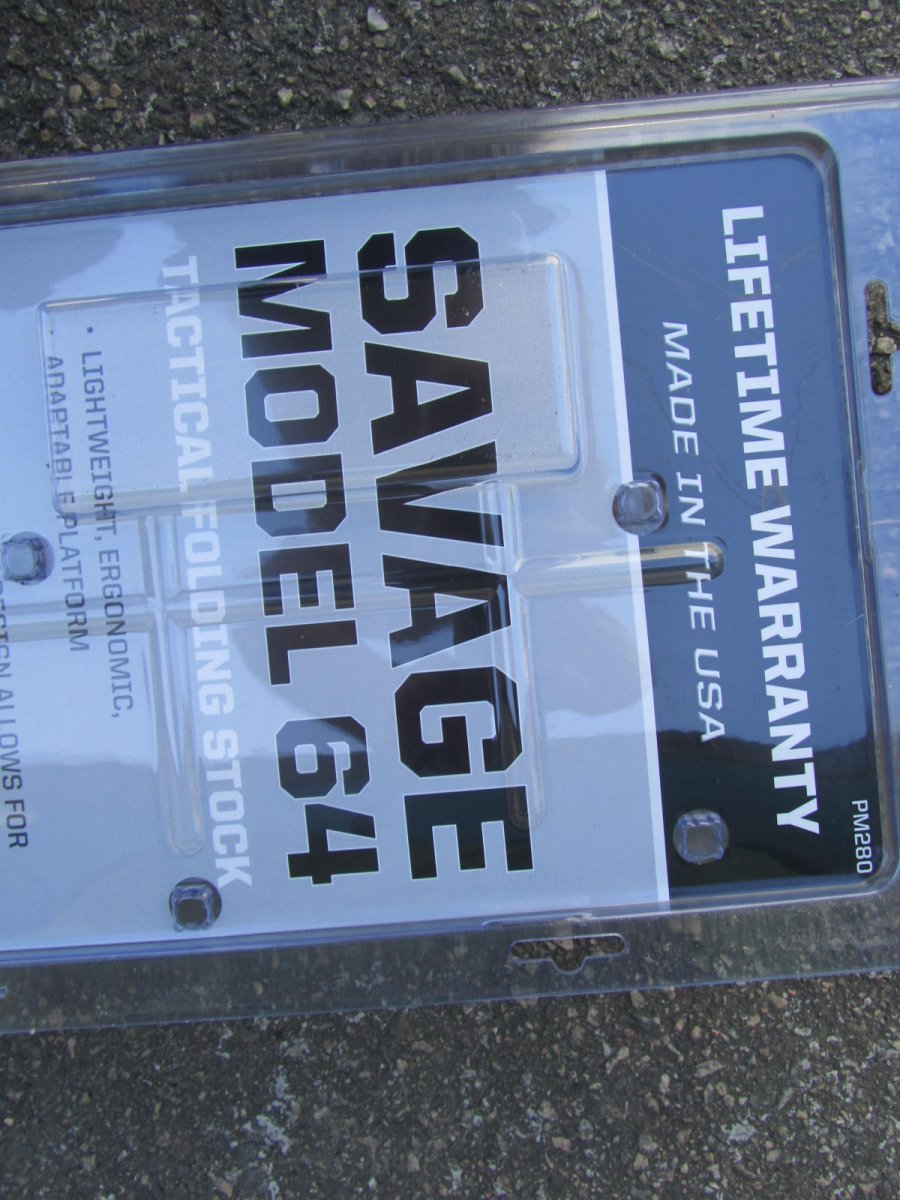 PM280
LIFETIME WARRANTY
MADE IN THE USA
SAVAGE
MODEL 64
TACTICAL FOLDING STOCK
• LIGHTWEIGHT, ERGONOMIC,
ADAPTABLE PLATFORM
ALLOWS FOR